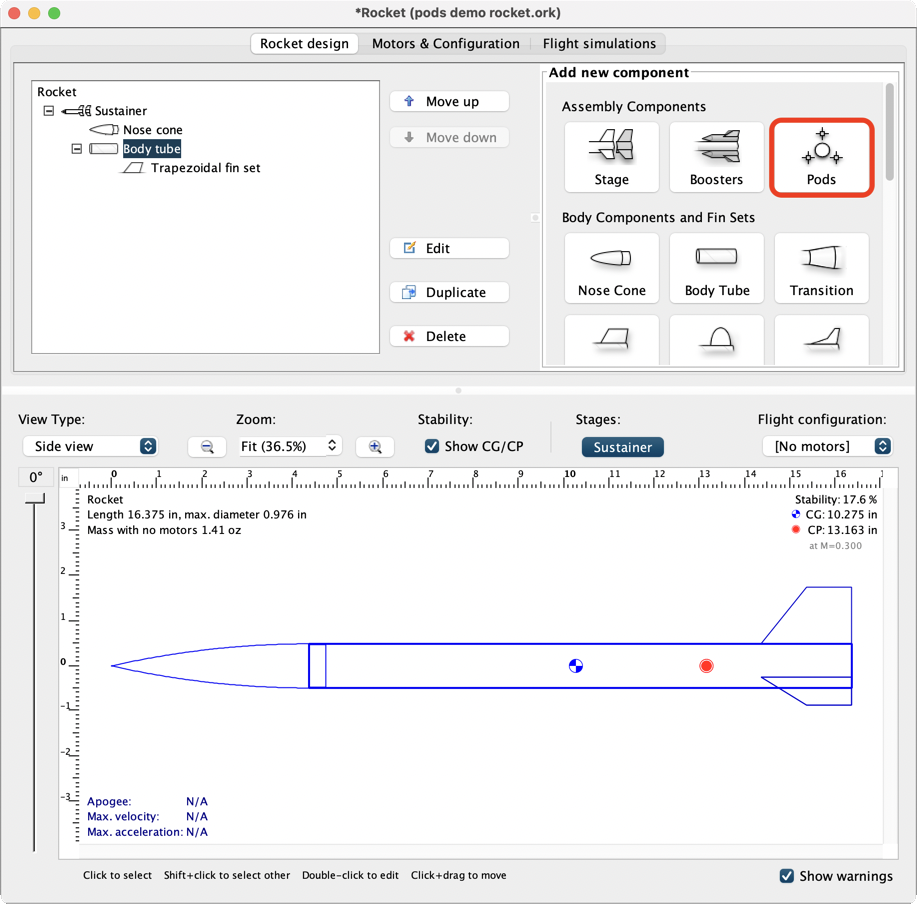 *Rocket (pods demo rocket.ork)
Rocket design Motors & Configuration Flight simulations
Rocket
Sustainer
Nose cone
Body tube
Trapezoidal fin set
Move up
Move down
Edit
Duplicate
Delete
Add new component
Assembly Components
Stage Boosters Pods
Body Components and Fin Sets
Nose Cone Body Tube Transition
View Type: Zoom: Stability: Stages: Flight configuration:
Side view Fit (36.5%) Show CG/CP Sustainer [No motors]
0°
in 0 1 2 3 4 5 6 7 8 9 10 11 12 13 14 15 16 1
Rocket
Length 16.375 in, max. diameter 0.976 in
Mass with no motors 1.41 oz
Stability: 17.6 %
CG: 10.275 in
CP: 13.163 in
at M=0.300
3
2
1
0
-1
-2
-3
Apogee: N/A
Max. velocity: N/A
Max. acceleration: N/A
Click to select Shift+click to select other Double-click to edit Click+drag to move
Show warnings